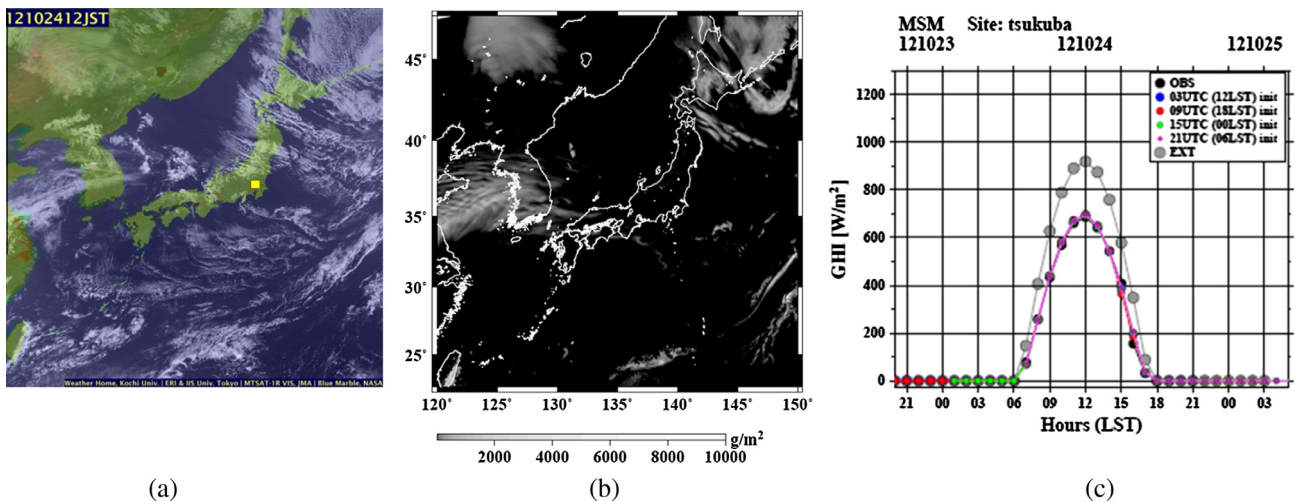 12102412JST
Weather Home, Kochi Univ. | ERI & IIS Univ. Tokyo | MTSAT-1R VIS, JMA | Blue Marble, NASA
(a)
45°
40°
35°
30°
25°
120° 125° 130° 135° 140° 145° 150°
g/m²
2000 4000 6000 8000 10000
(b)
MSM Site: tsukuba
121023 121024 121025
OBS
03UTC (12LST) init
09UTC (18LST) init
15UTC (00LST) init
21UTC (06LST) init
EXT
GHI [W/m²]
1200
1000
800
600
400
200
0
21 00 03 06 09 12 15 18 21 00 03
Hours (LST)
(c)